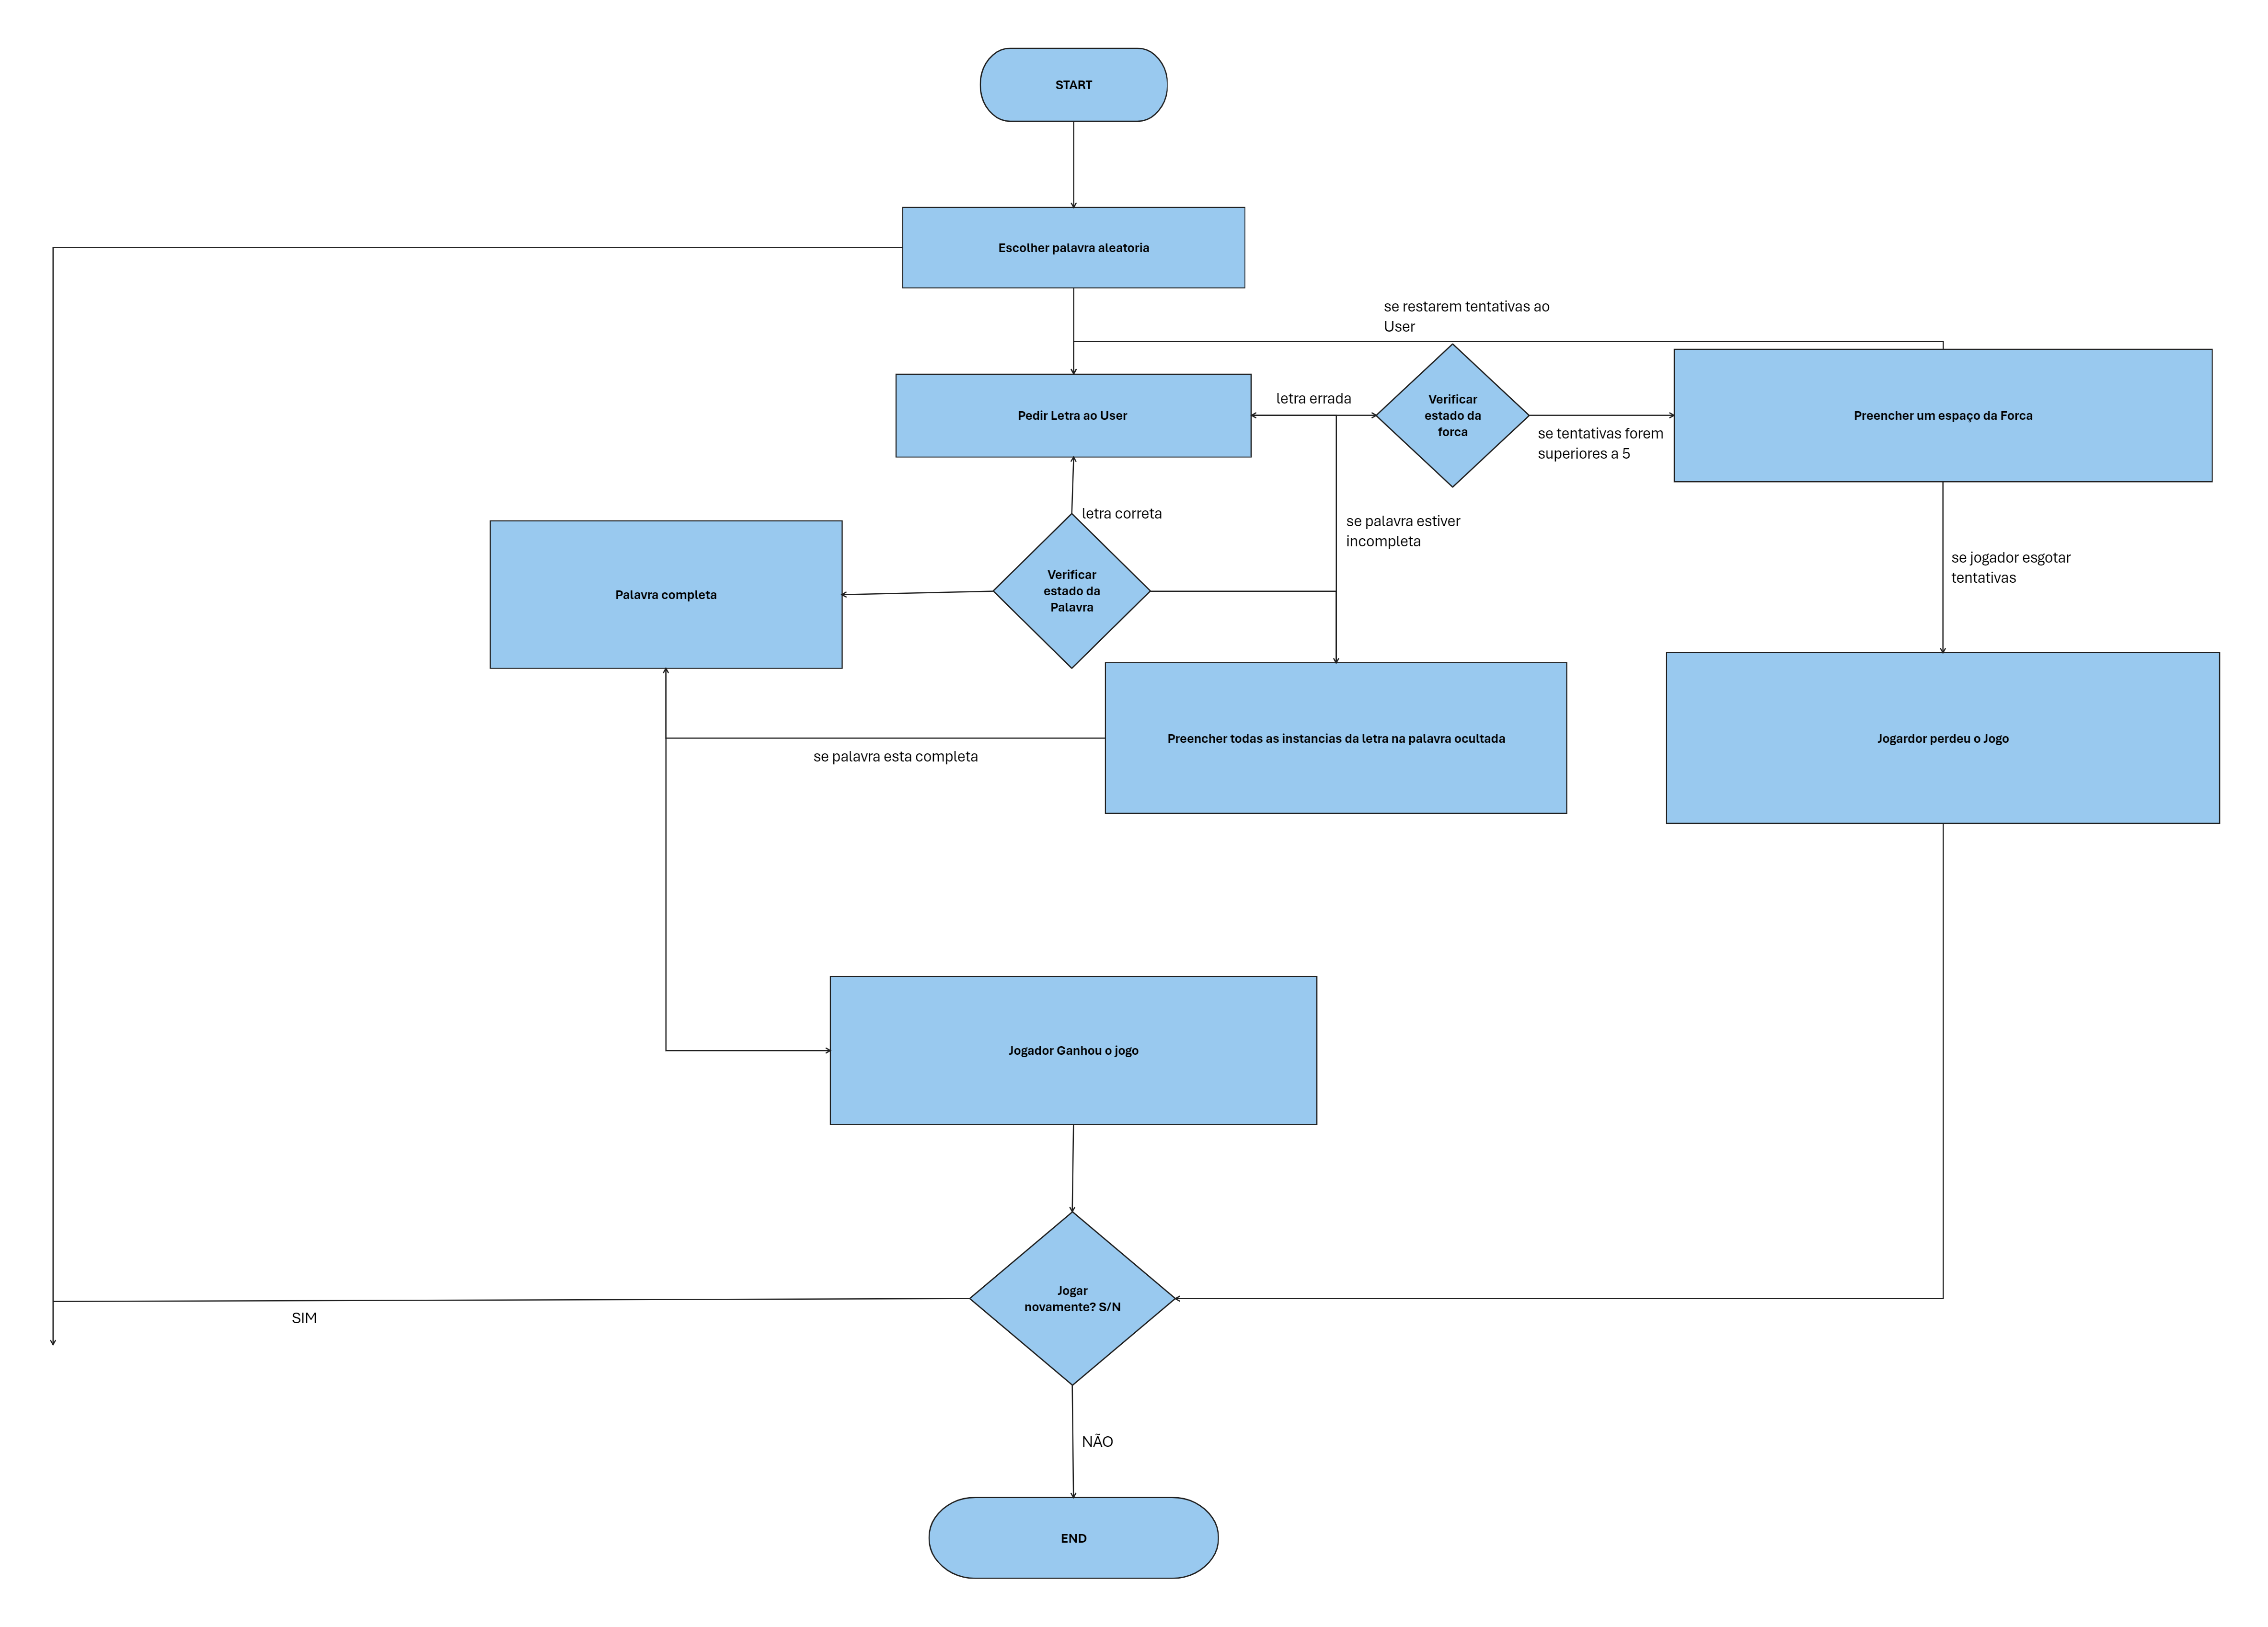 START
Escolher palavra aleatoria
se restarem tentativas ao
User
Pedir Letra ao User
letra errada
Verificar
estado da
forca
se tentativas forem
superiores a 5
Preencher um espaço da Forca
letra correta
se palavra estiver
incompleta
se jogador esgotar
tentativas
Palavra completa
Verificar
estado da
Palavra
Preencher todas as instancias da letra na palavra ocultada
Jogardor perdeu o Jogo
se palavra esta completa
Jogador Ganhou o jogo
Jogar
novamente? S/N
SIM
NÃO
END